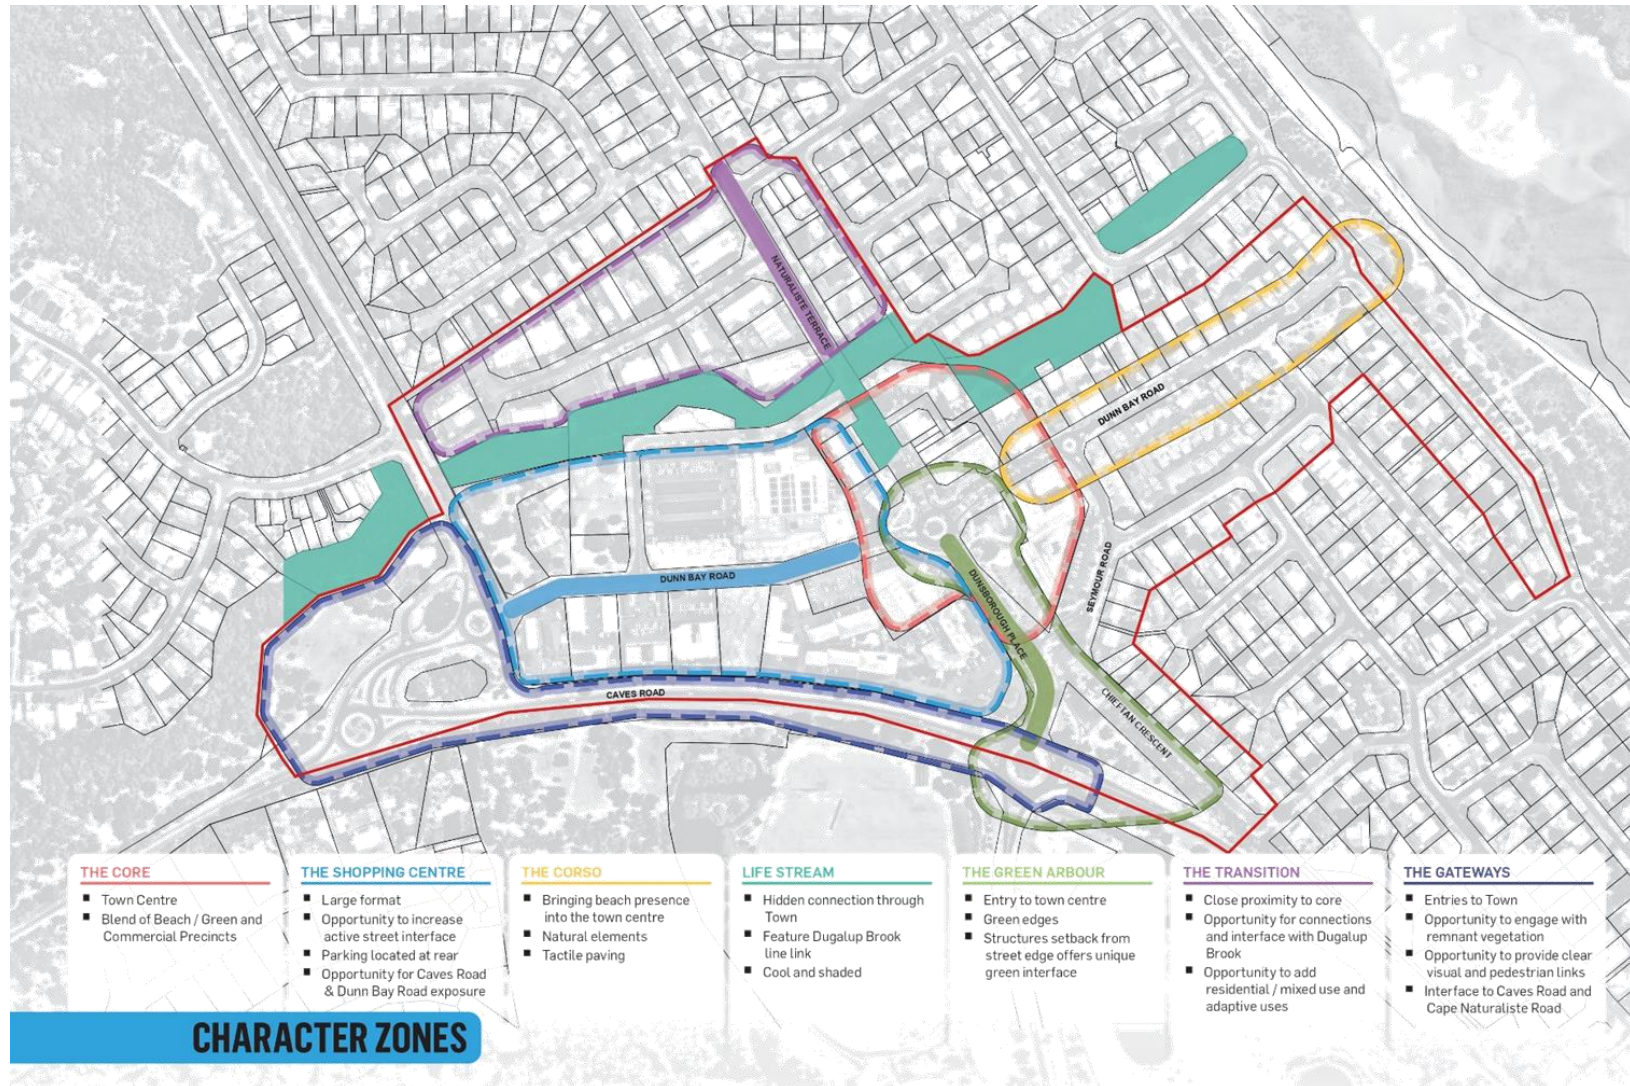 NATURALISTE TERRACE
DUNN BAY ROAD
DUNN BAY ROAD
SEYMOUR ROAD
DUNSBOROUGH PLACE
CAVES ROAD
CHIEFTAN CRESCENT
THE CORE
Town Centre
Blend of Beach / Green and
Commercial Precincts
THE SHOPPING CENTRE
Large format
Opportunity to increase
active street interface
Parking located at rear
Opportunity for Caves Road
& Dunn Bay Road exposure
THE CORSO
Bringing beach presence
into the town centre
Natural elements
Tactile paving
LIFE STREAM
Hidden connection through
Town
Feature Dugalup Brook
line link
Cool and shaded
THE GREEN ARBOUR
Entry to town centre
Green edges
Structures setback from
street edge offers unique
green interface
THE TRANSITION
Close proximity to core
Opportunity for connections
and interface with Dugalup
Brook
Opportunity to add
residential / mixed use and
adaptive uses
THE GATEWAYS
Entries to Town
Opportunity to engage with
remnant vegetation
Opportunity to provide clear
visual and pedestrian links
Interface to Caves Road and
Cape Naturaliste Road
CHARACTER ZONES